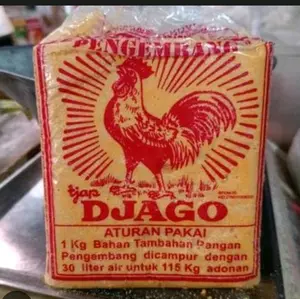 PENGEMBANG
tjap
DJAGO
ATURAN PAKAI
1 Kg Bahan Tambahan Pangan
Pengembang dicampur dengan
30 liter air untuk 115 Kg adonan